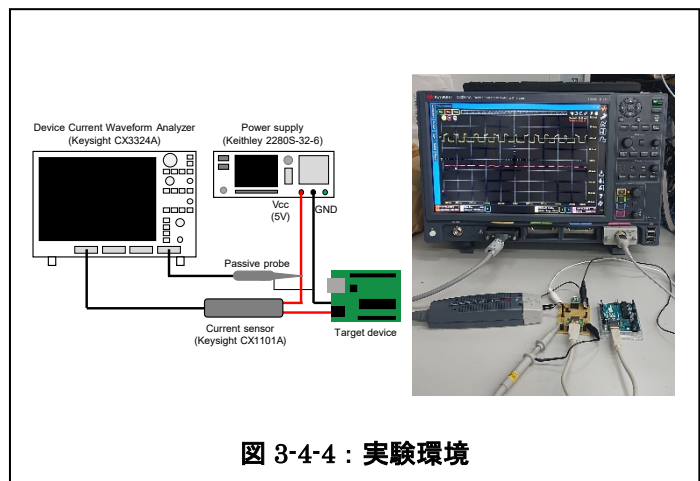 Device Current Waveform Analyzer
(Keysight CX3324A)
Power supply
(Keithley 2280S-32-6)
Vcc
(5V)
GND
Passive probe
Current sensor
(Keysight CX1101A)
Target device
図 3-4-4：実験環境